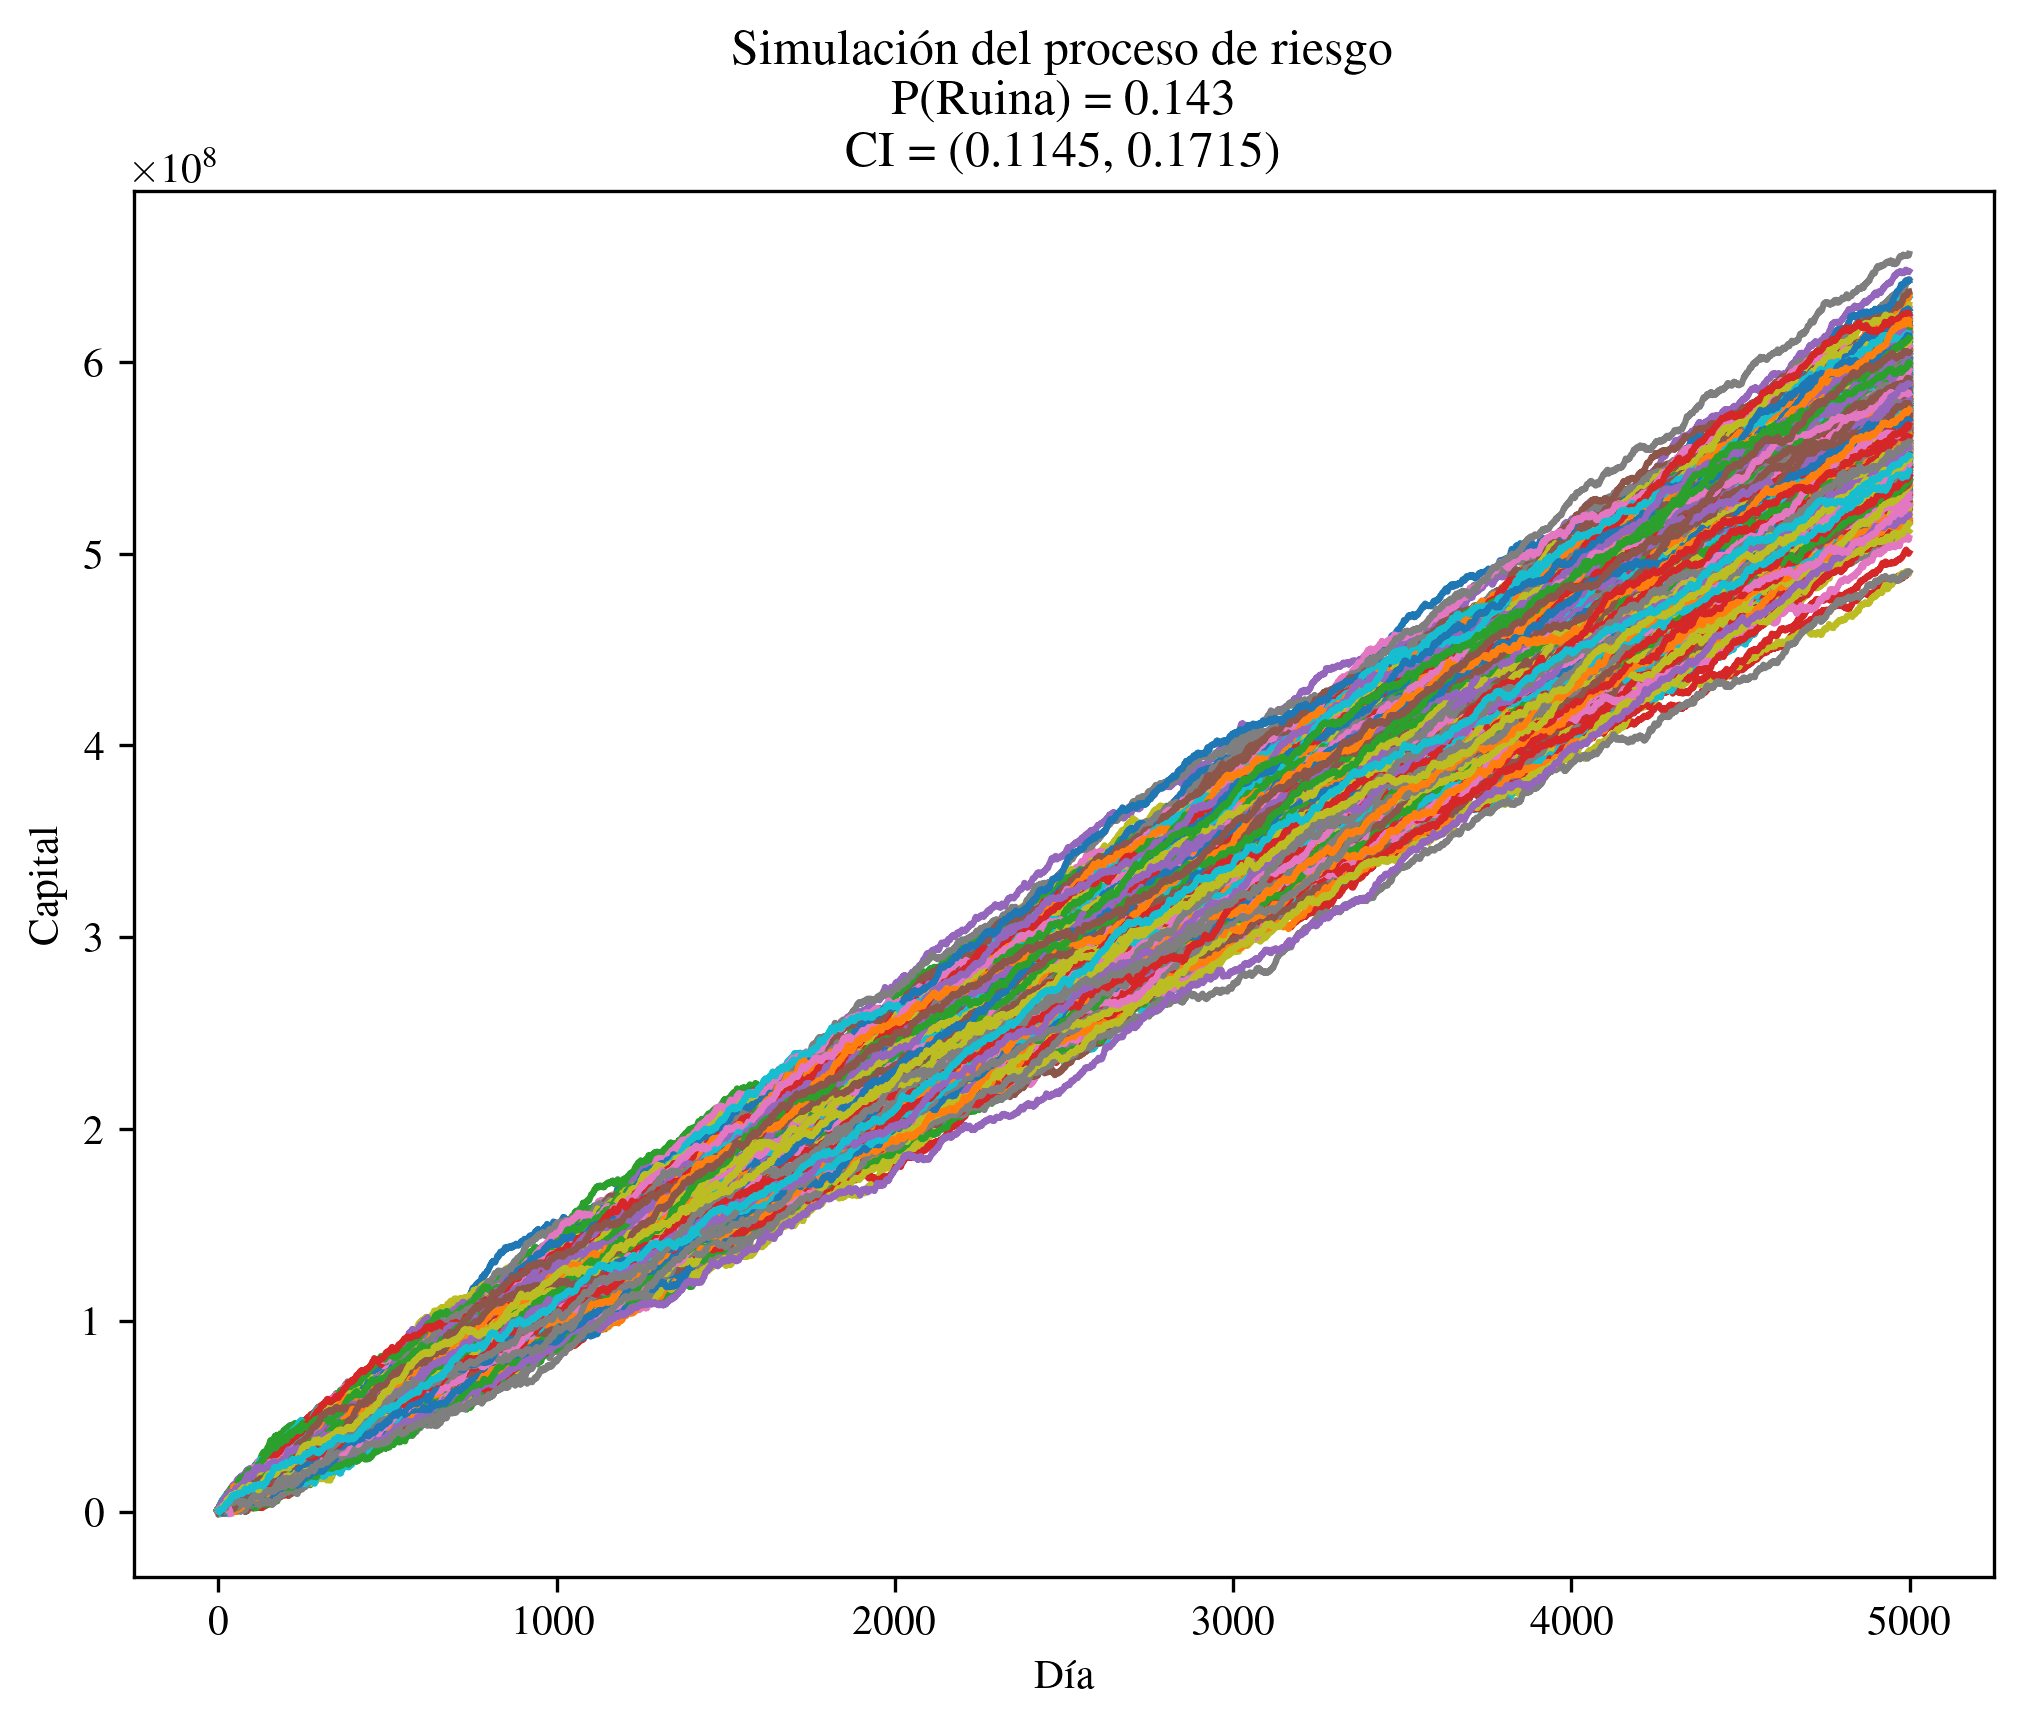 Simulación del proceso de riesgo
P(Ruina) = 0.143
CI = (0.1145, 0.1715)
×10⁸
6
5
4
3
2
1
0
Capital
0 1000 2000 3000 4000 5000
Día